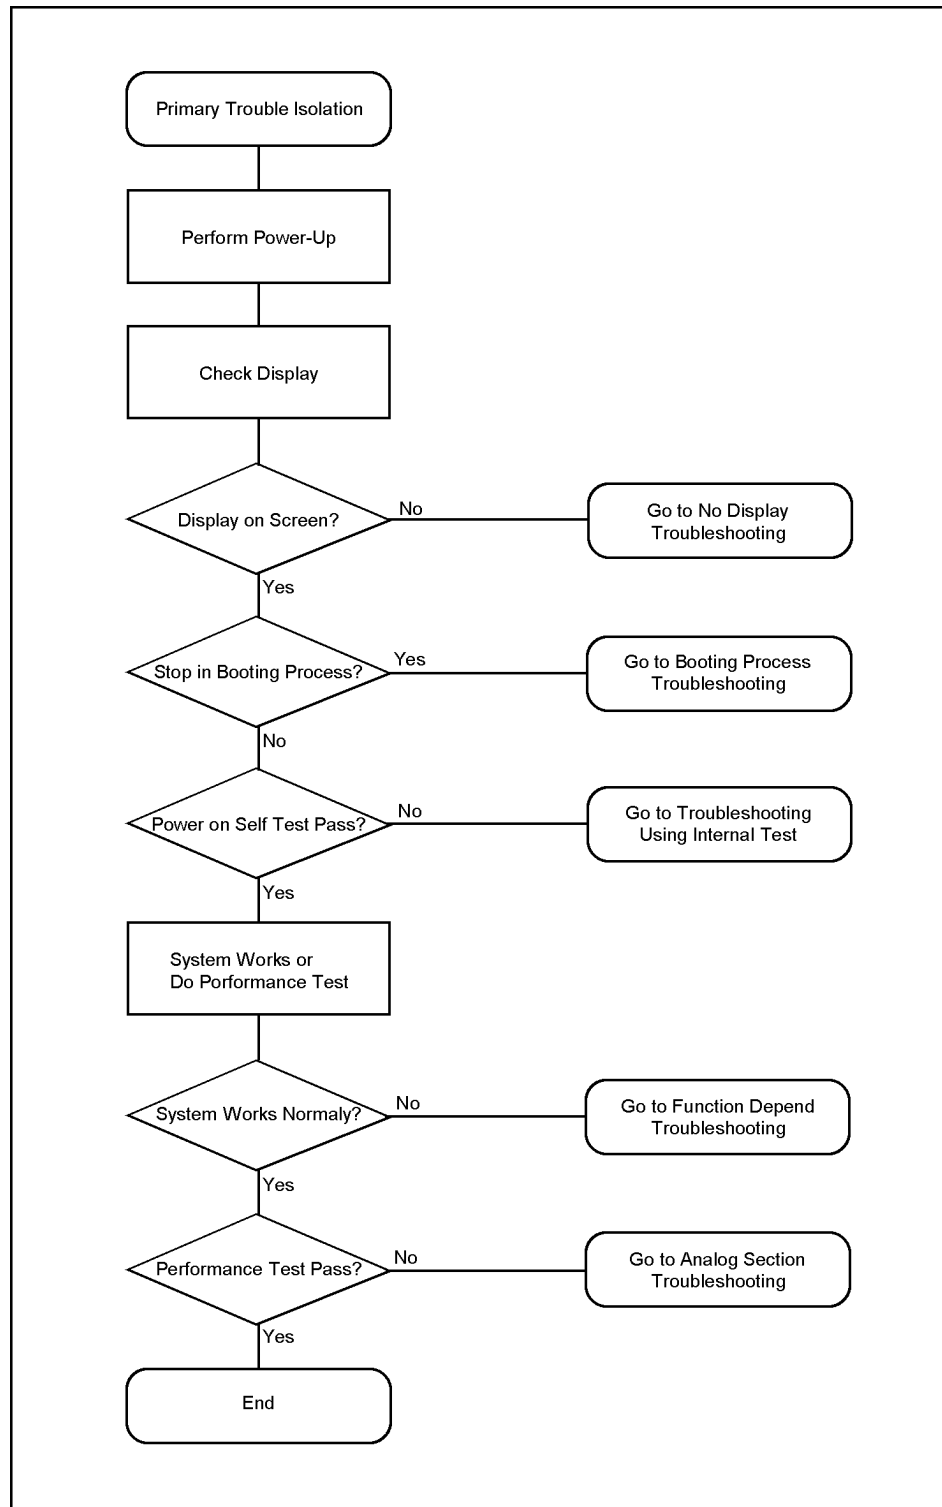 Primary Trouble Isolation
Perform Power-Up
Check Display
Display on Screen?
No
Go to No Display
Troubleshooting
Yes
Stop in Booting Process?
Yes
Go to Booting Process
Troubleshooting
No
Power on Self Test Pass?
No
Go to Troubleshooting
Using Internal Test
Yes
System Works or
Do Porformance Test
System Works Normaly?
No
Go to Function Depend
Troubleshooting
Yes
Performance Test Pass?
No
Go to Analog Section
Troubleshooting
Yes
End